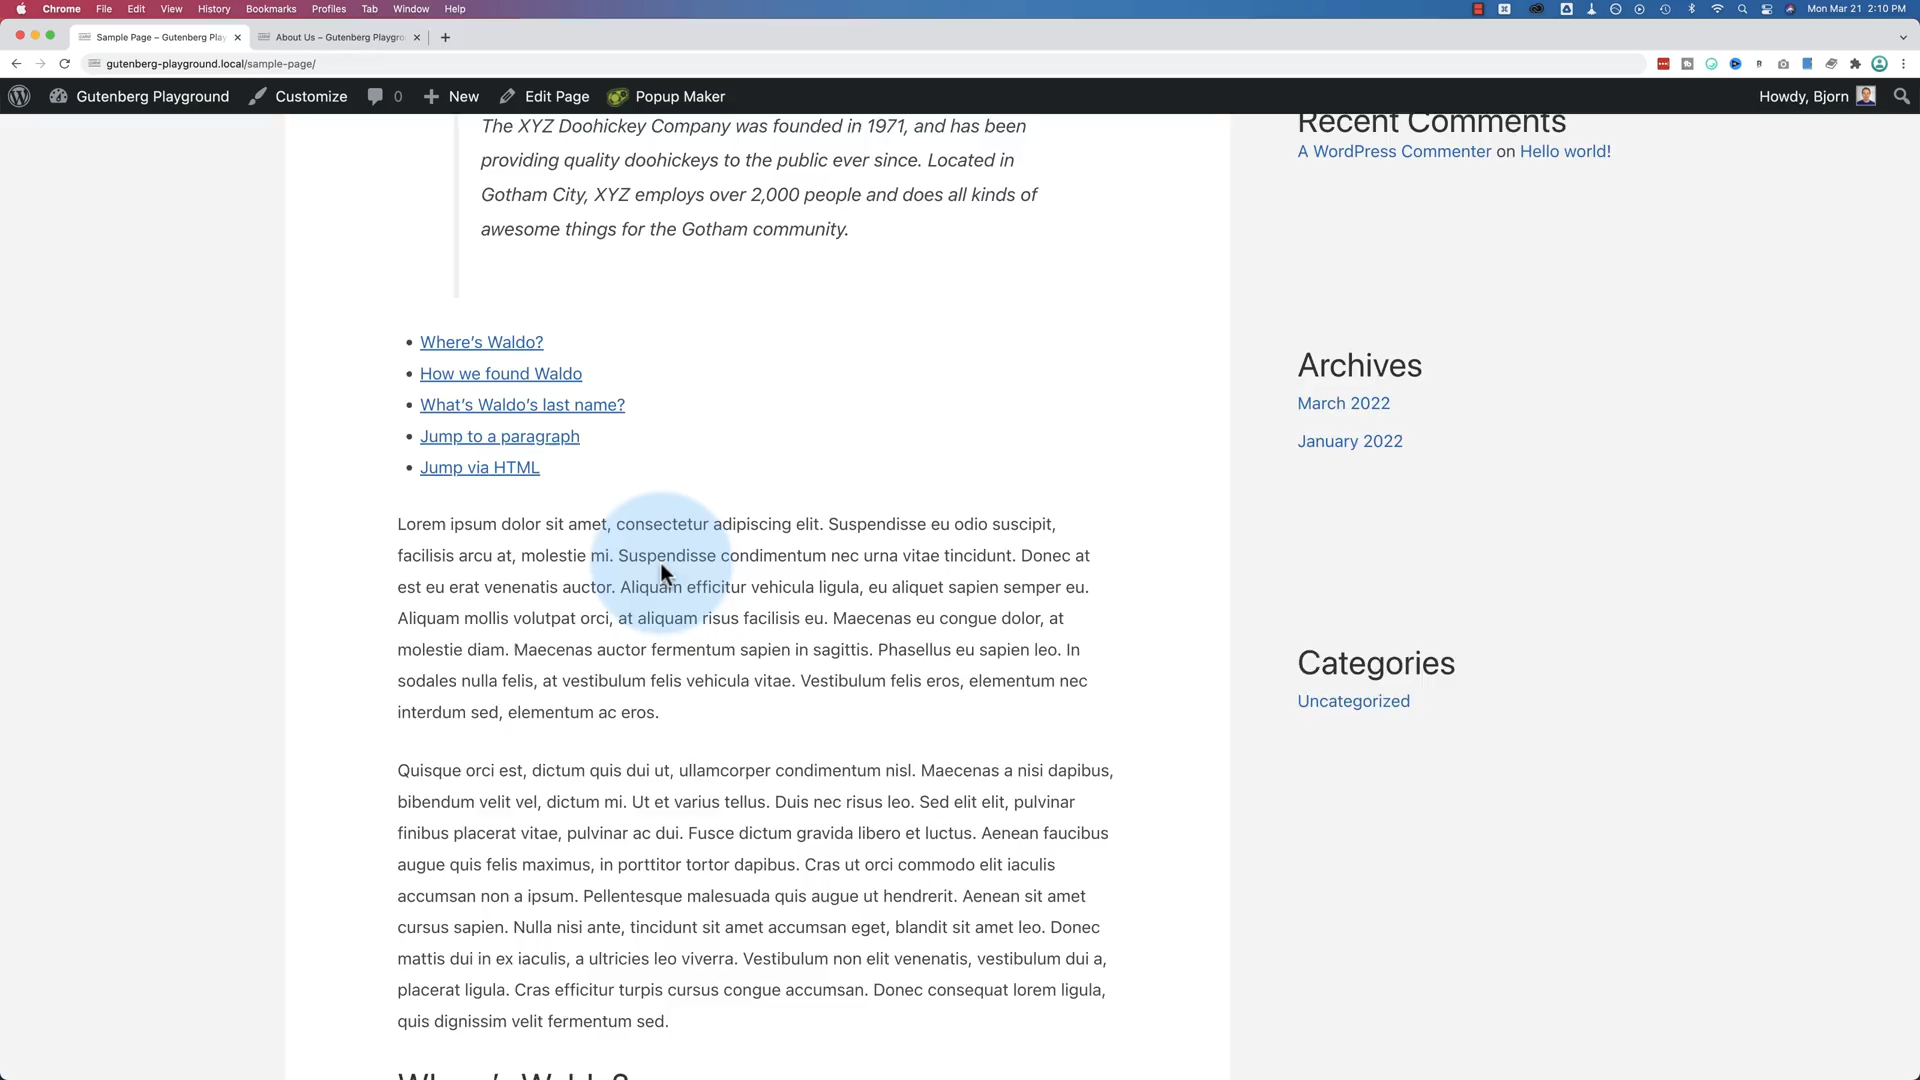 Chrome File Edit View History Bookmarks Profiles Tab Window Help Mon Mar 21 2:10 PM
Sample Page – Gutenberg Play About Us – Gutenberg Playgro
gutenberg-playground.local/sample-page/
Gutenberg Playground Customize 0 New Edit Page Popup Maker Howdy, Bjorn
The XYZ Doohickey Company was founded in 1971, and has been
providing quality doohickeys to the public ever since. Located in
Gotham City, XYZ employs over 2,000 people and does all kinds of
awesome things for the Gotham community.
Where’s Waldo?
How we found Waldo
What’s Waldo’s last name?
Jump to a paragraph
Jump via HTML
Lorem ipsum dolor sit amet, consectetur adipiscing elit. Suspendisse eu odio suscipit,
facilisis arcu at, molestie mi. Suspendisse condimentum nec urna vitae tincidunt. Donec at
est eu erat venenatis auctor. Aliquam efficitur vehicula ligula, eu aliquet sapien semper eu.
Aliquam mollis volutpat orci, at aliquam risus facilisis eu. Maecenas eu congue dolor, at
molestie diam. Maecenas auctor fermentum sapien in sagittis. Phasellus eu sapien leo. In
sodales nulla felis, at vestibulum felis vehicula vitae. Vestibulum felis eros, elementum nec
interdum sed, elementum ac eros.
Quisque orci est, dictum quis dui ut, ullamcorper condimentum nisl. Maecenas a nisi dapibus,
bibendum velit vel, dictum mi. Ut et varius tellus. Duis nec risus leo. Sed elit elit, pulvinar
finibus placerat vitae, pulvinar ac dui. Fusce dictum gravida libero et luctus. Aenean faucibus
augue quis felis maximus, in porttitor tortor dapibus. Cras ut orci commodo elit iaculis
accumsan non a ipsum. Pellentesque malesuada quis augue ut hendrerit. Aenean sit amet
cursus sapien. Nulla nisi ante, tincidunt sit amet accumsan eget, blandit sit amet leo. Donec
mattis dui in ex iaculis, a ultricies leo viverra. Vestibulum non elit venenatis, vestibulum dui a,
placerat ligula. Cras efficitur turpis cursus congue accumsan. Donec consequat lorem ligula,
quis dignissim velit fermentum sed.
Where’s Waldo?
Recent Comments
A WordPress Commenter on Hello world!
Archives
March 2022
January 2022
Categories
Uncategorized